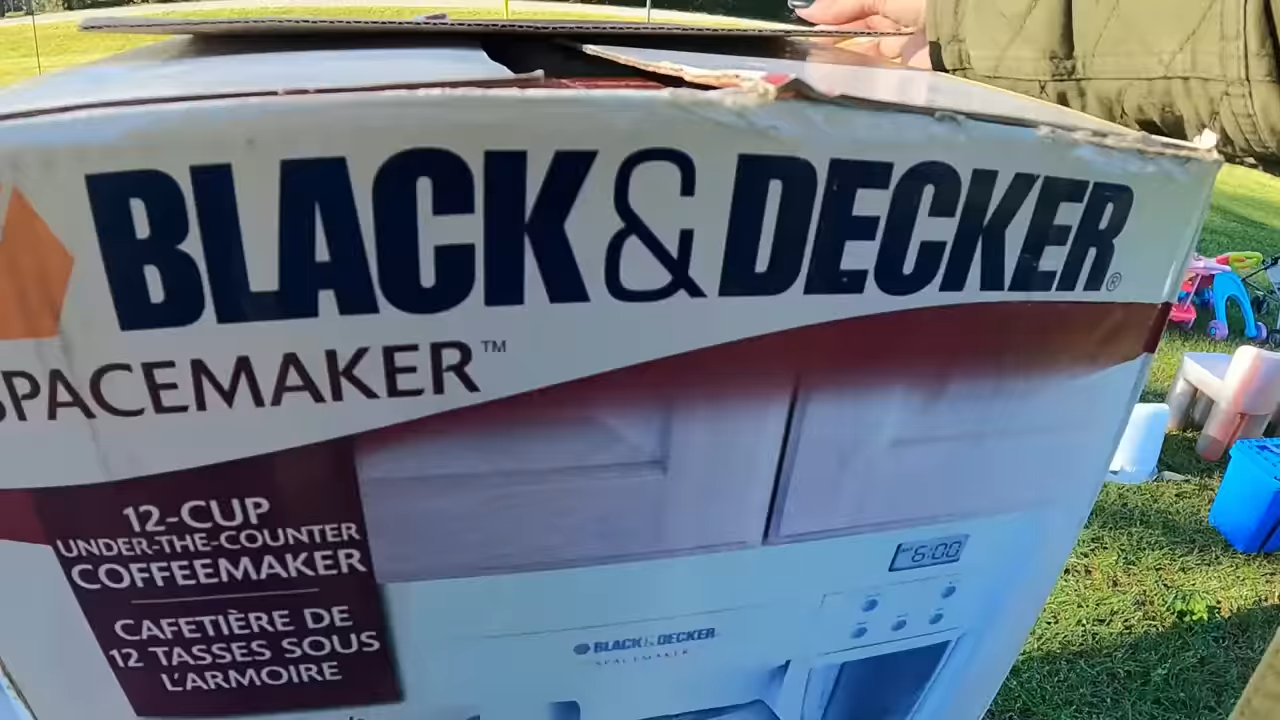 BLACK&DECKER®
SPACEMAKER™
12-CUP
UNDER-THE-COUNTER
COFFEEMAKER
CAFETIÈRE DE
12 TASSES SOUS
L'ARMOIRE
6:00
BLACK&DECKER
SPACEMAKER